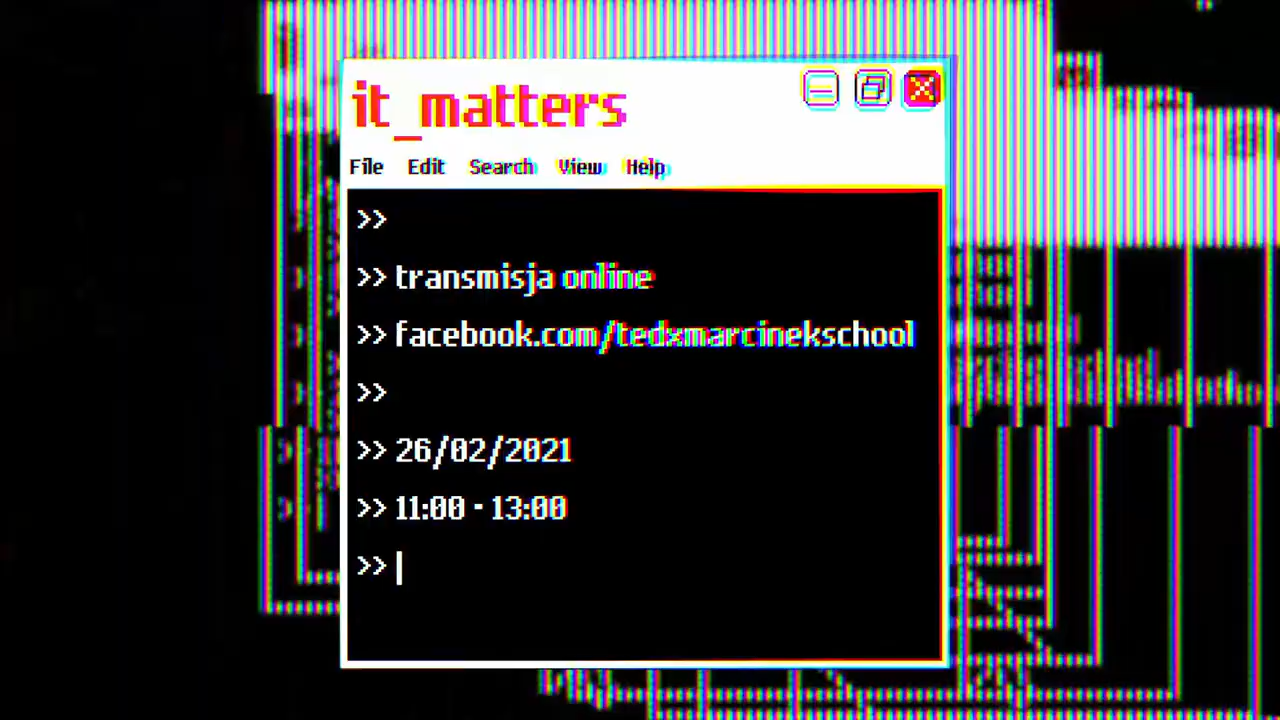 it_matters
File Edit Search View Help
>>
>> transmisja online
>> facebook.com/tedxmarcinekschool
>>
>> 26/02/2021
>> 11:00 - 13:00
>> |